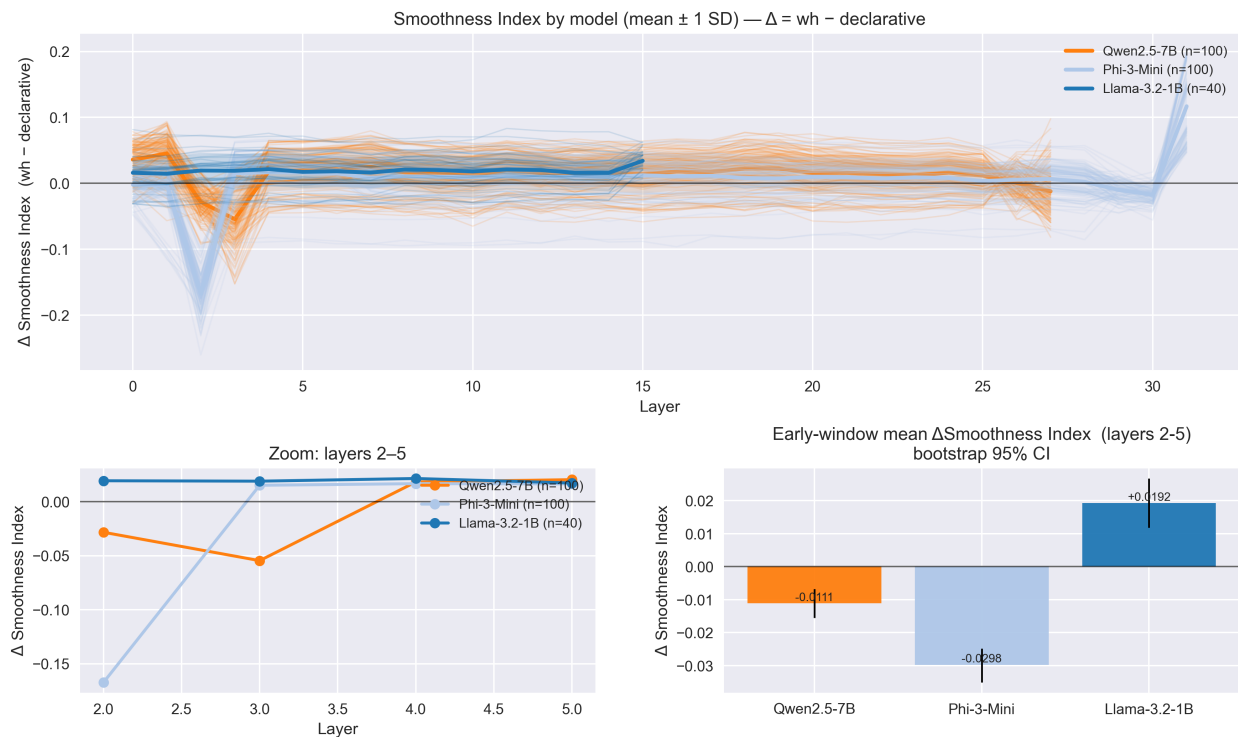 Smoothness Index by model (mean ± 1 SD) — Δ = wh − declarative
Δ Smoothness Index (wh − declarative)
0.2
0.1
0.0
−0.1
−0.2
Qwen2.5-7B (n=100)
Phi-3-Mini (n=100)
Llama-3.2-1B (n=40)
0 5 10 15 20 25 30
Layer
Zoom: layers 2–5
Δ Smoothness Index
0.00
−0.05
−0.10
−0.15
Qwen2.5-7B (n=100)
Phi-3-Mini (n=100)
Llama-3.2-1B (n=40)
2.0 2.5 3.0 3.5 4.0 4.5 5.0
Layer
Early-window mean ΔSmoothness Index (layers 2-5)
bootstrap 95% CI
Δ Smoothness Index
0.02
0.01
0.00
−0.01
−0.02
−0.03
-0.0111
-0.0298
+0.0192
Qwen2.5-7B Phi-3-Mini Llama-3.2-1B